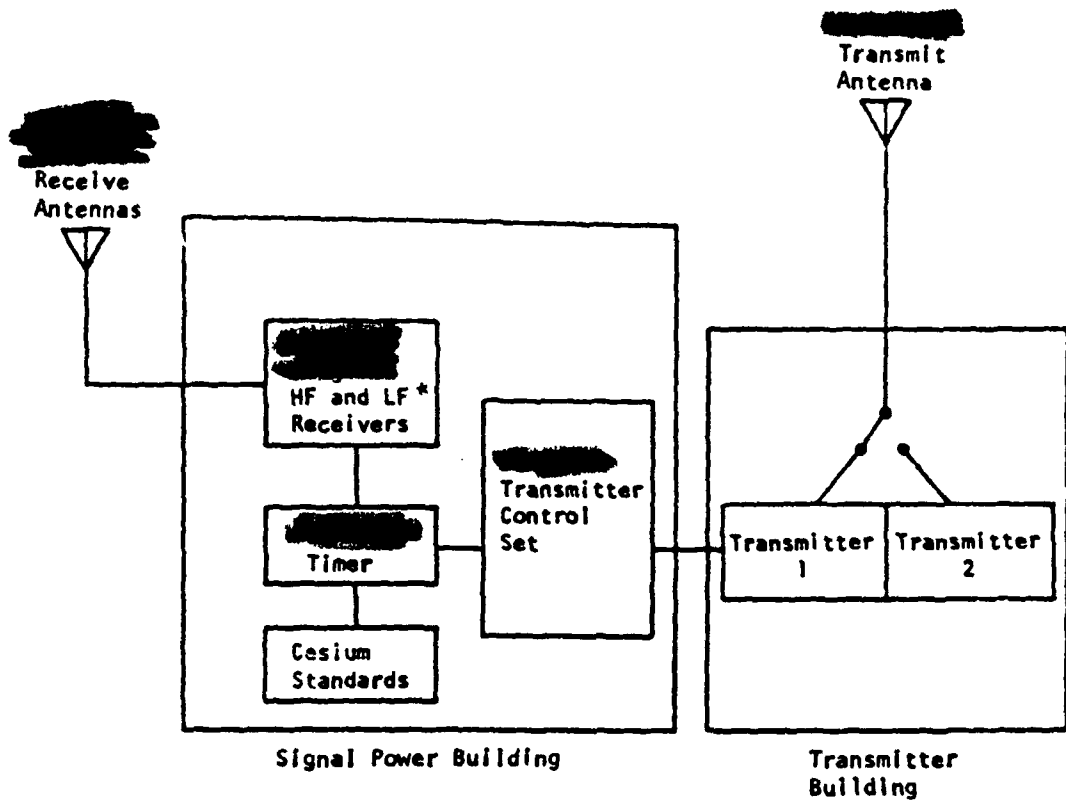 Transmit
Antenna
Receive
Antennas
HF and LF *
Receivers
Transmitter
Control
Set
Timer
Transmitter
1
Transmitter
2
Cesium
Standards
Signal Power Building
Transmitter
Building